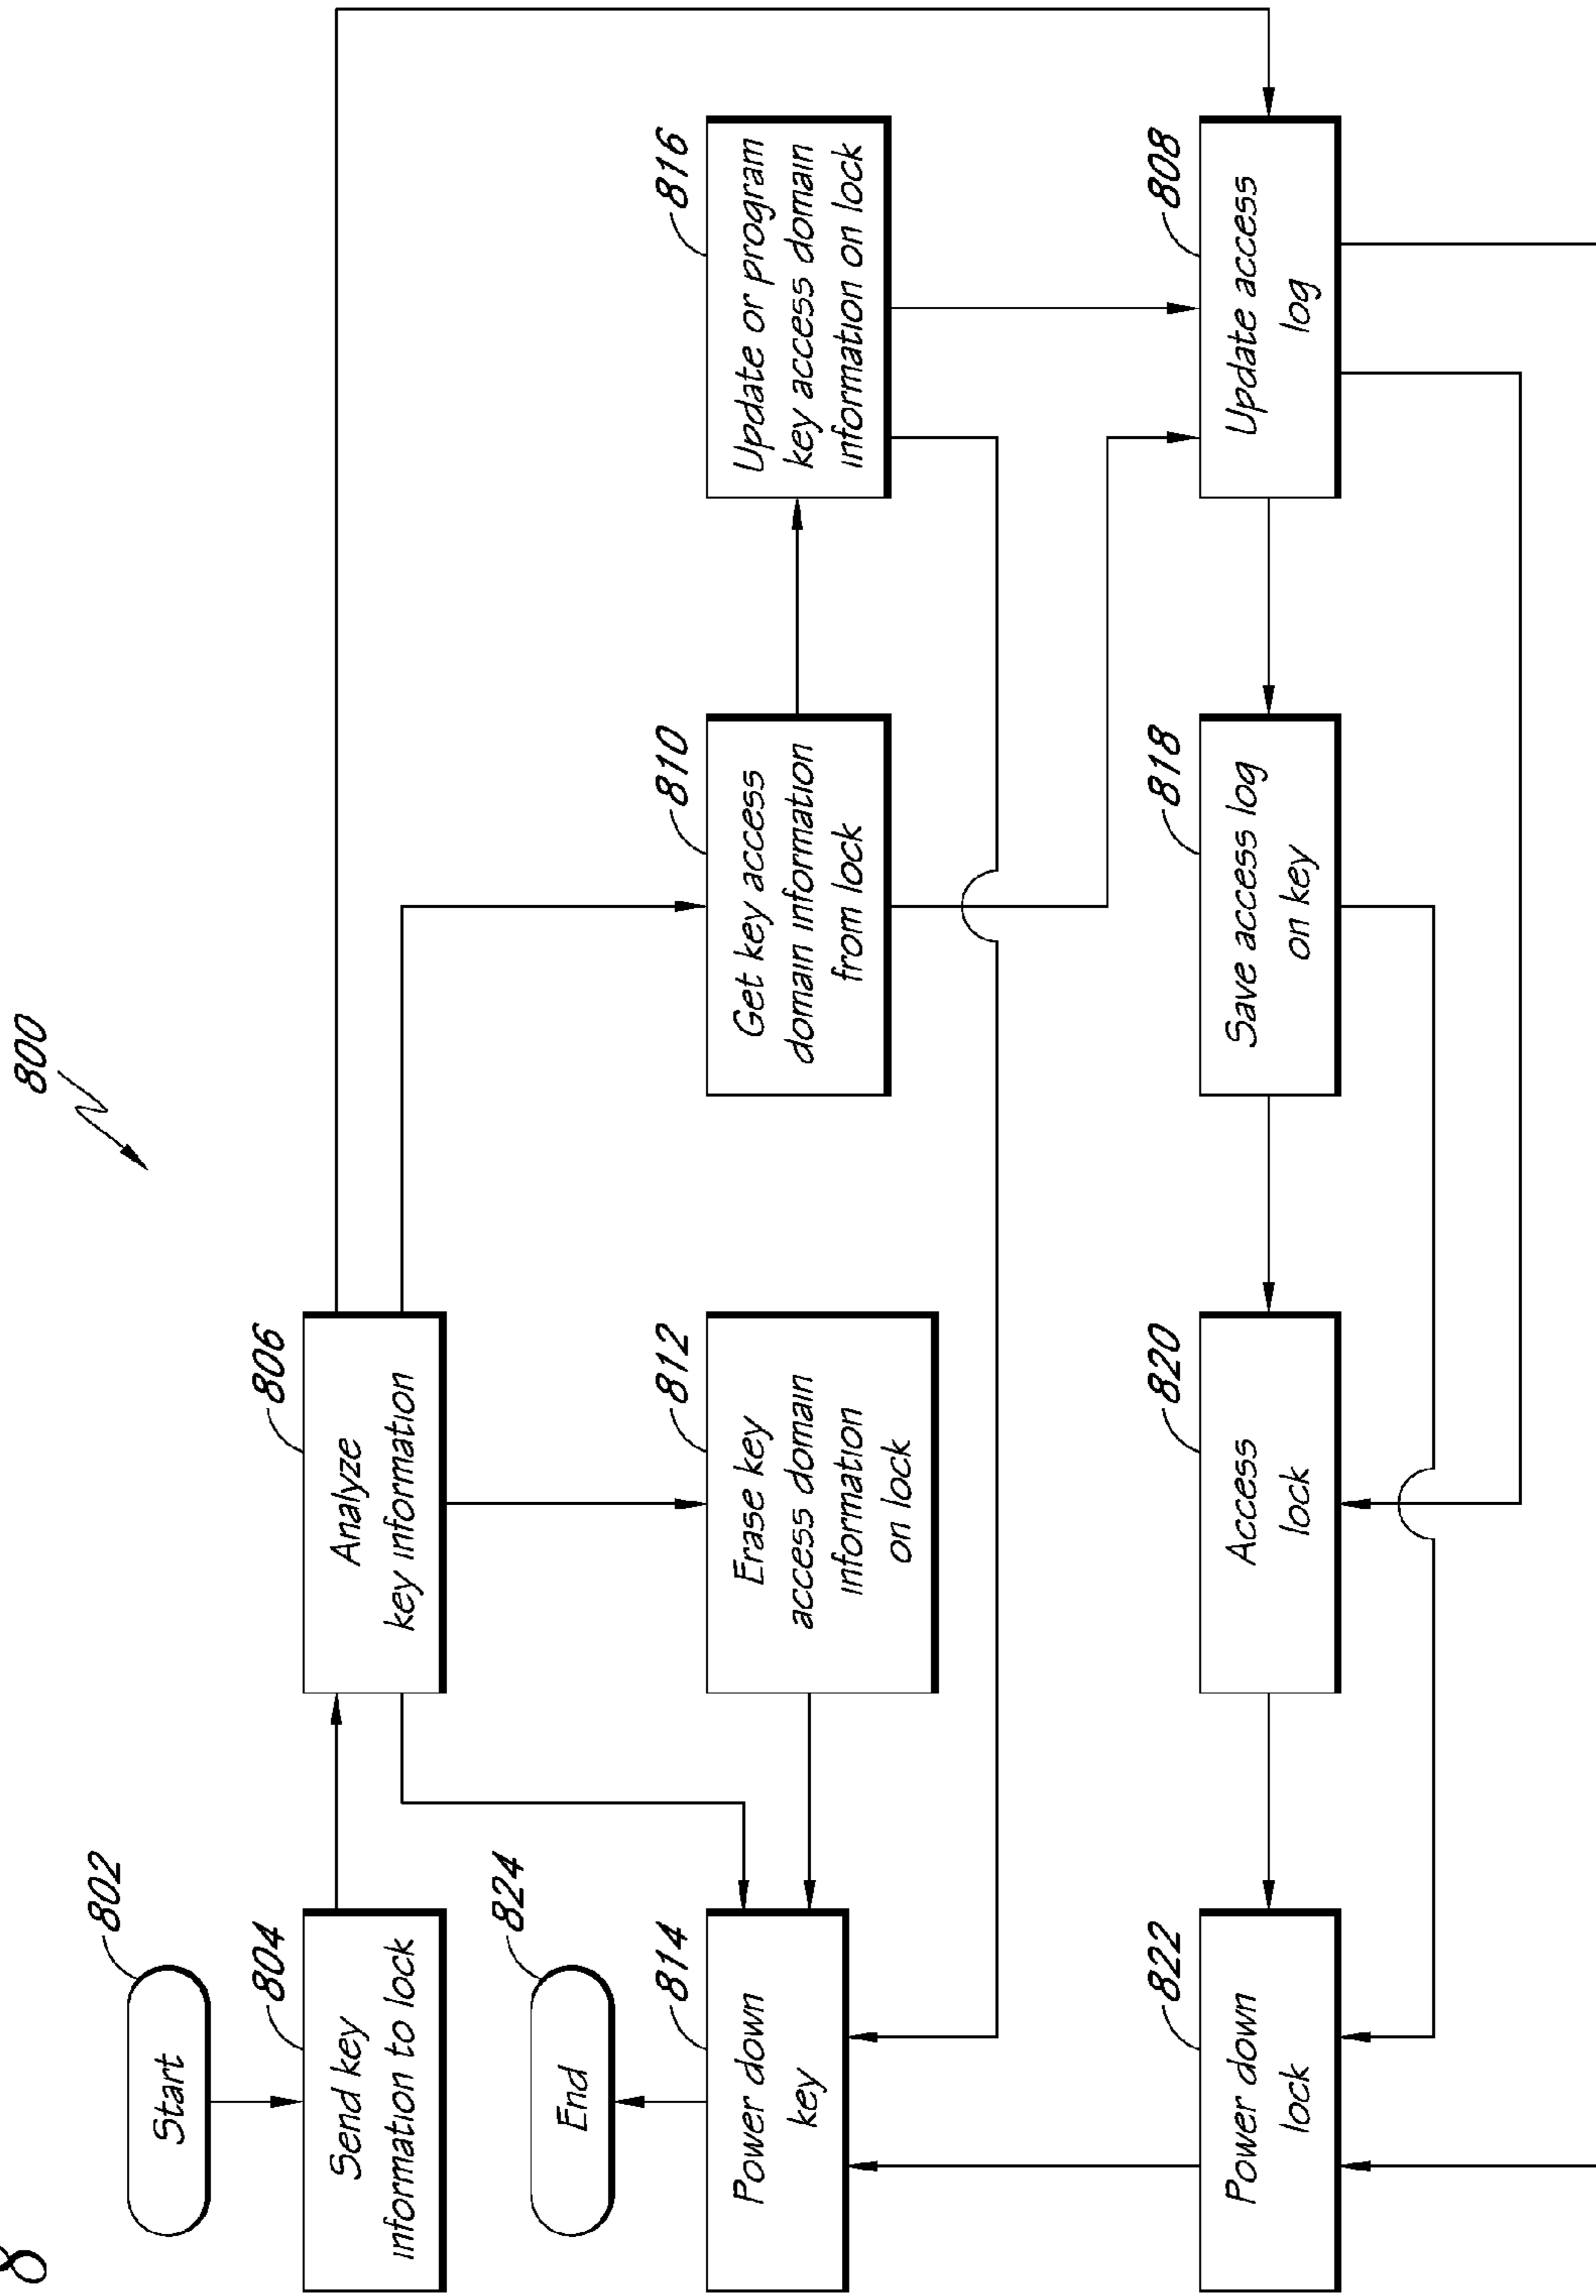 800
802
Start
804
Send key
information to lock
806
Analyze
key information
824
End
814
Power down
key
812
Erase key
access domain
information
on lock
810
Get key access
domain information
from lock
816
Update or program
key access domain
information on lock
822
Power down
lock
820
Access
lock
818
Save access log
on key
808
Update access
log
8